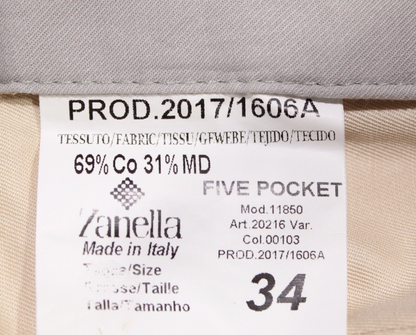 PROD.2017/1606A
TESSUTO/FABRIC/TISSU/GEWEBE/TEJIDO/TECIDO
69% Co 31% MD
Zanella
Made in Italy
/Size
/Taille
Talla/Tamanho
FIVE POCKET
Mod.11850
Art.20216 Var.
Col.00103
PROD.2017/1606A
34